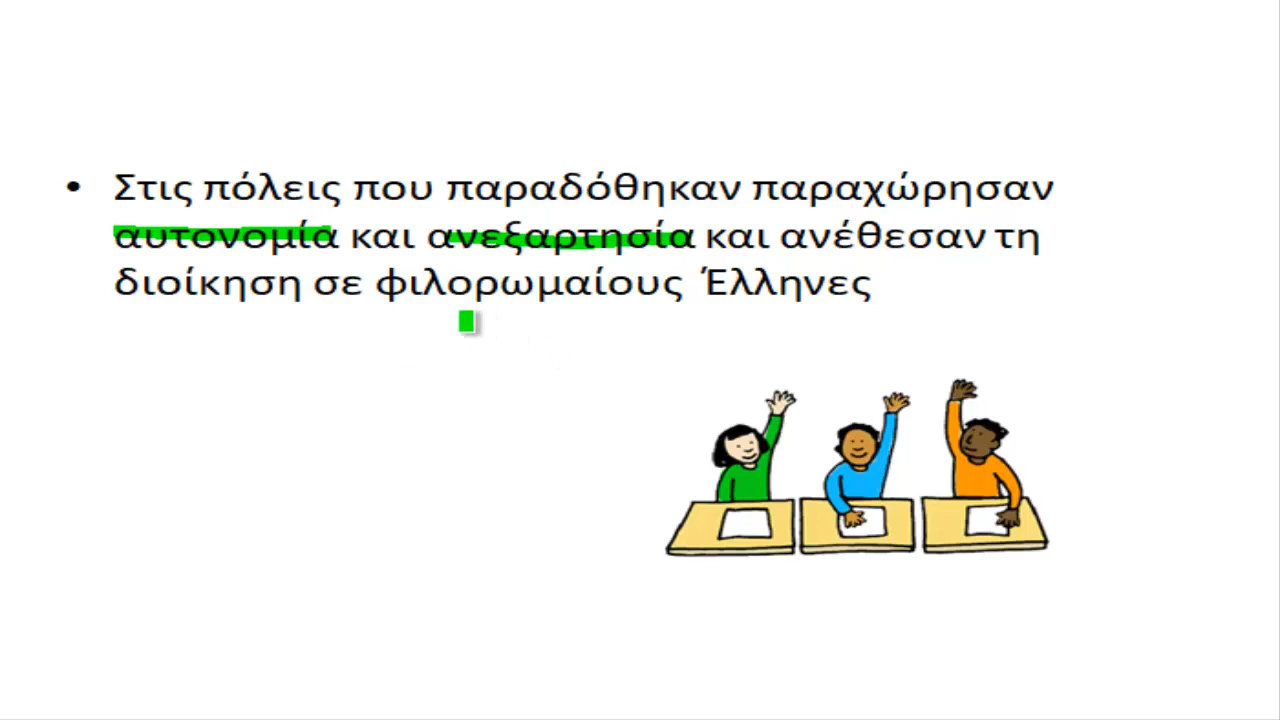 • Στις πόλεις που παραδόθηκαν παραχώρησαν
αυτονομία και ανεξαρτησία και ανέθεσαν τη
διοίκηση σε φιλορωμαίους Έλληνες